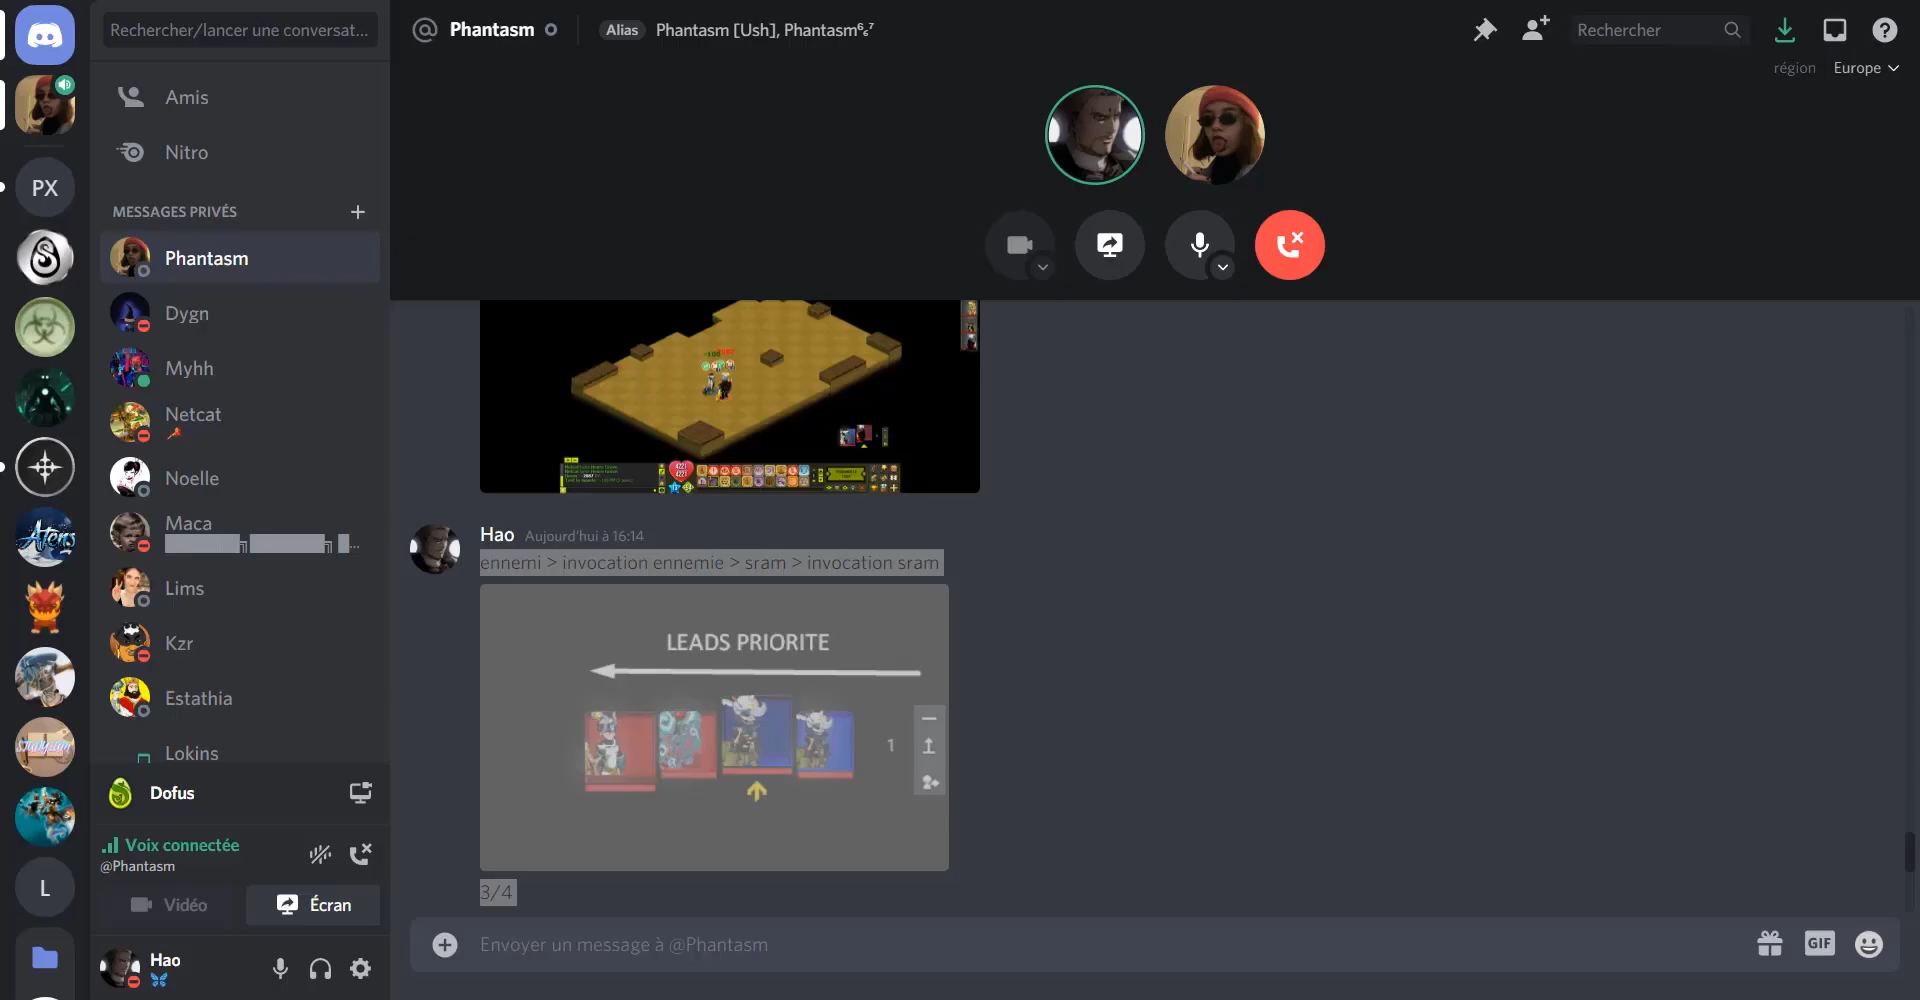 Rechercher/lancer une conversat...
Phantasm
Alias
Phantasm [Ush], Phantasm⁶,⁷
Rechercher
région
Europe
Amis
Nitro
PX
MESSAGES PRIVÉS
Phantasm
Dygn
Myhh
Netcat
Noelle
Maca
Lims
Kzr
Estathia
Lokins
Dofus
Voix connectée
@Phantasm
Vidéo
Écran
L
Hao
Hao Aujourd'hui à 16:14
ennemi > invocation ennemie > sram > invocation sram
LEADS PRIORITE
1
3/4
Envoyer un message à @Phantasm
GIF